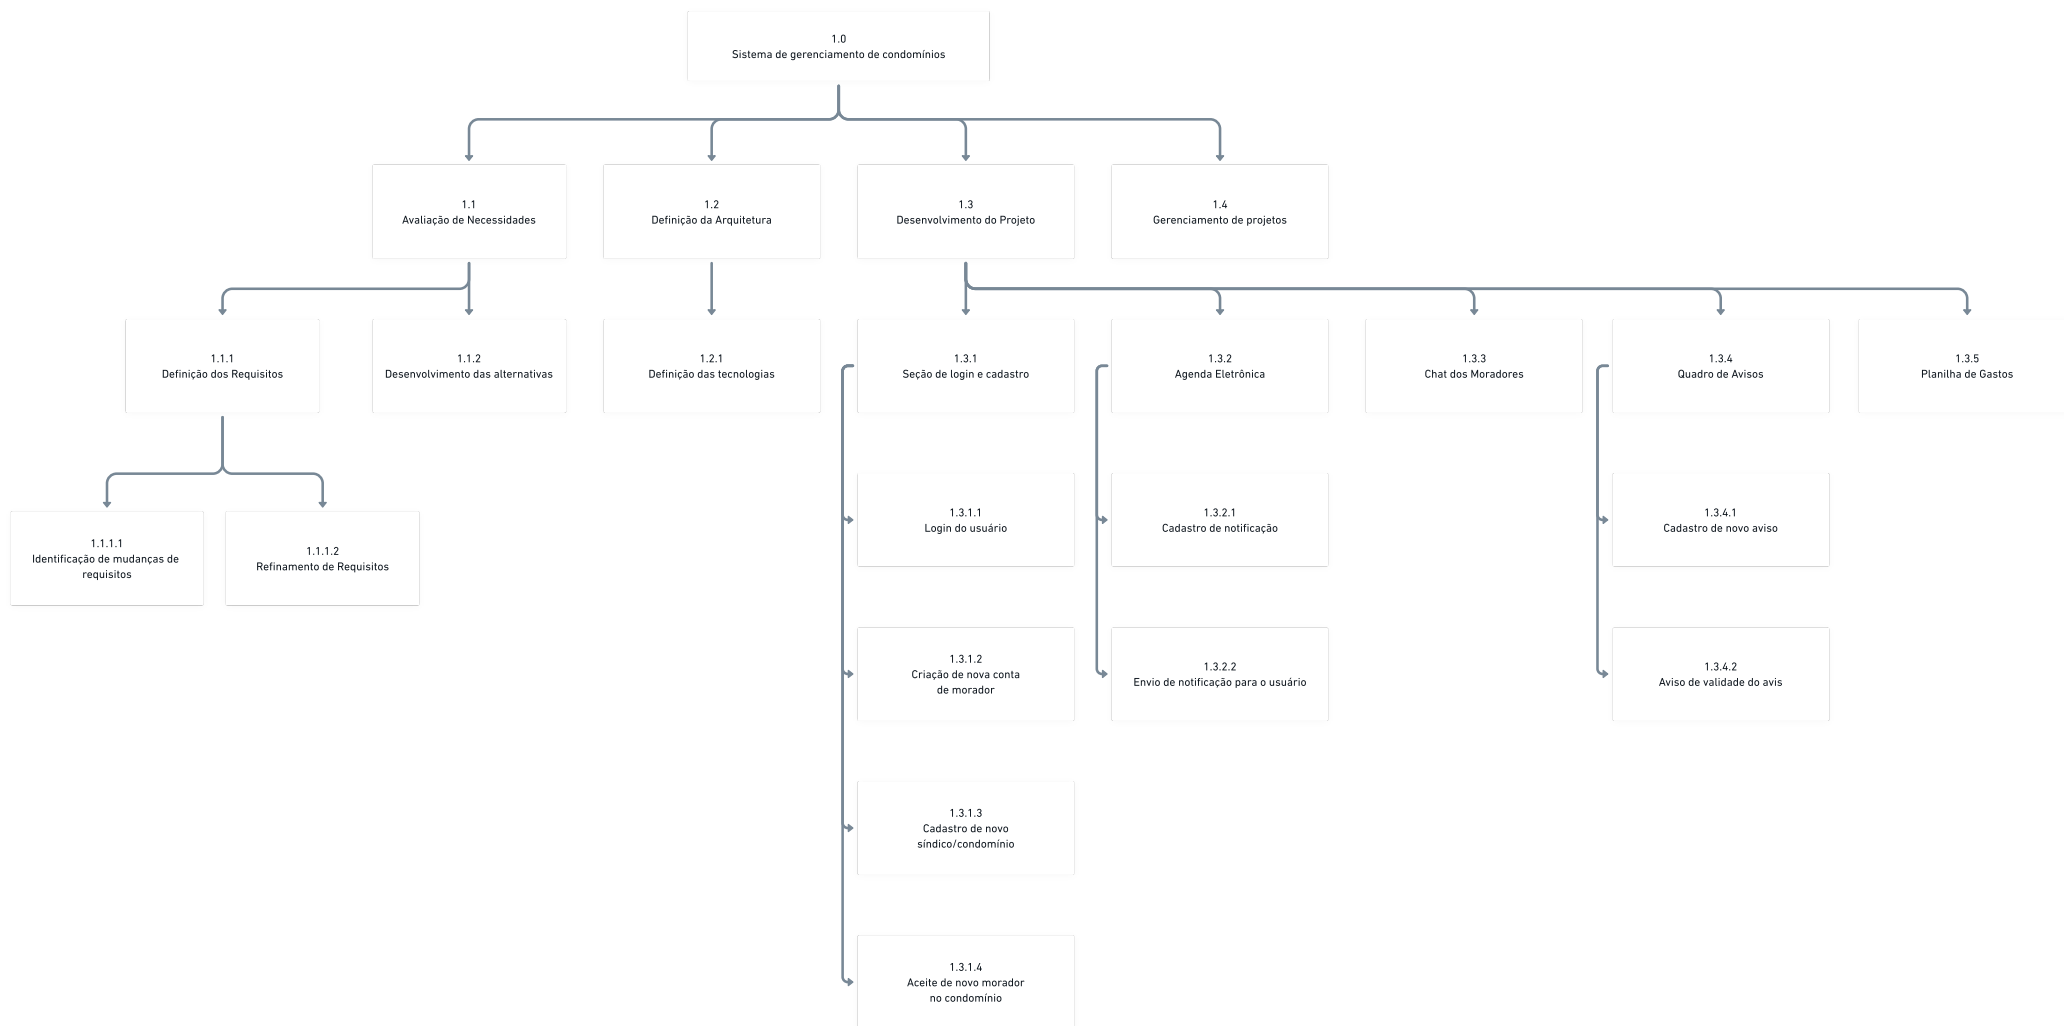 1.0
Sistema de gerenciamento de condomínios
1.1
Avaliação de Necessidades
1.2
Definição da Arquitetura
1.3
Desenvolvimento do Projeto
1.4
Gerenciamento de projetos
1.1.1
Definição dos Requisitos
1.1.2
Desenvolvimento das alternativas
1.2.1
Definição das tecnologias
1.3.1
Seção de login e cadastro
1.3.2
Agenda Eletrônica
1.3.3
Chat dos Moradores
1.3.4
Quadro de Avisos
1.3.5
Planilha de Gastos
1.1.1.1
Identificação de mudanças de
requisitos
1.1.1.2
Refinamento de Requisitos
1.3.1.1
Login do usuário
1.3.2.1
Cadastro de notificação
1.3.4.1
Cadastro de novo aviso
1.3.1.2
Criação de nova conta
de morador
1.3.2.2
Envio de notificação para o usuário
1.3.4.2
Aviso de validade do avis
1.3.1.3
Cadastro de novo
síndico/condomínio
1.3.1.4
Aceite de novo morador
no condomínio